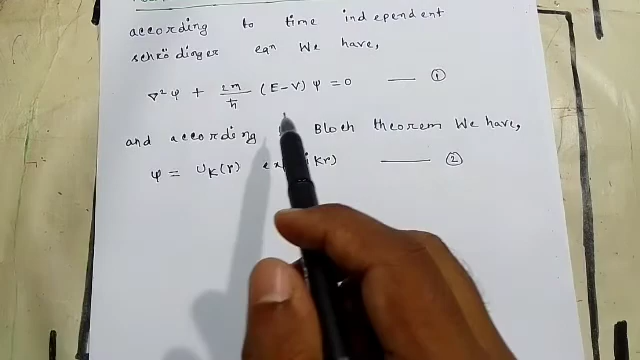 according to time independent
schrödinger eqn We have,
∇²ψ + 2m/ħ (E-V) ψ = 0 —— ①
and according Bloch theorem We have,
ψ = U_K(r) (Kr) —— ②